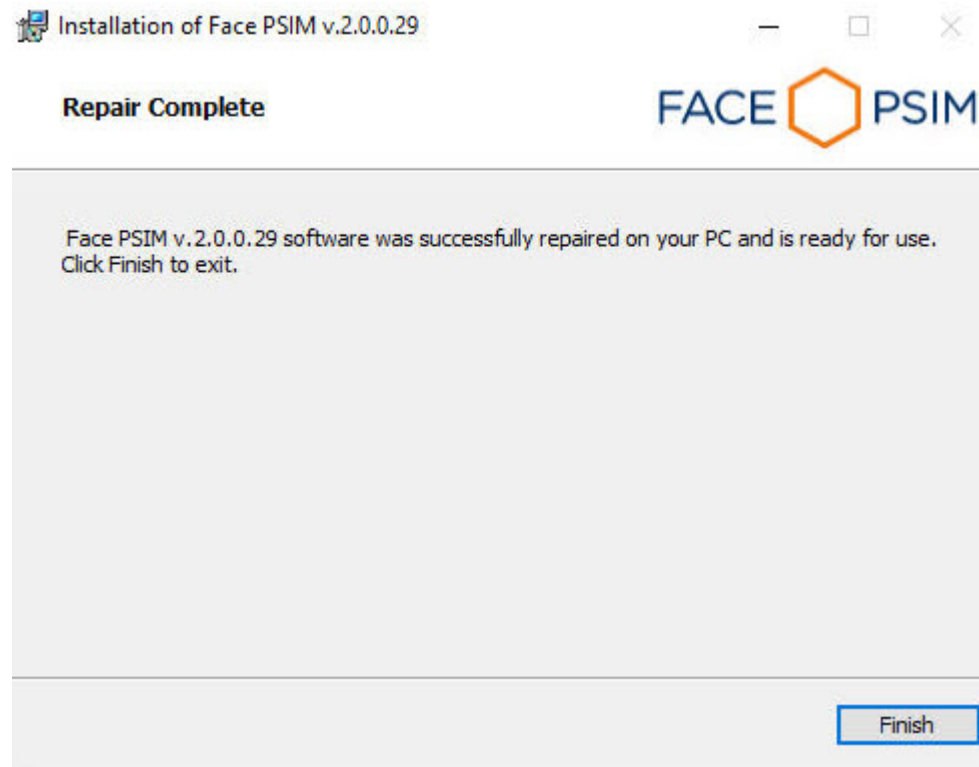 Installation of Face PSIM v.2.0.0.29
Repair Complete
FACE PSIM
Face PSIM v.2.0.0.29 software was successfully repaired on your PC and is ready for use.
Click Finish to exit.
Finish